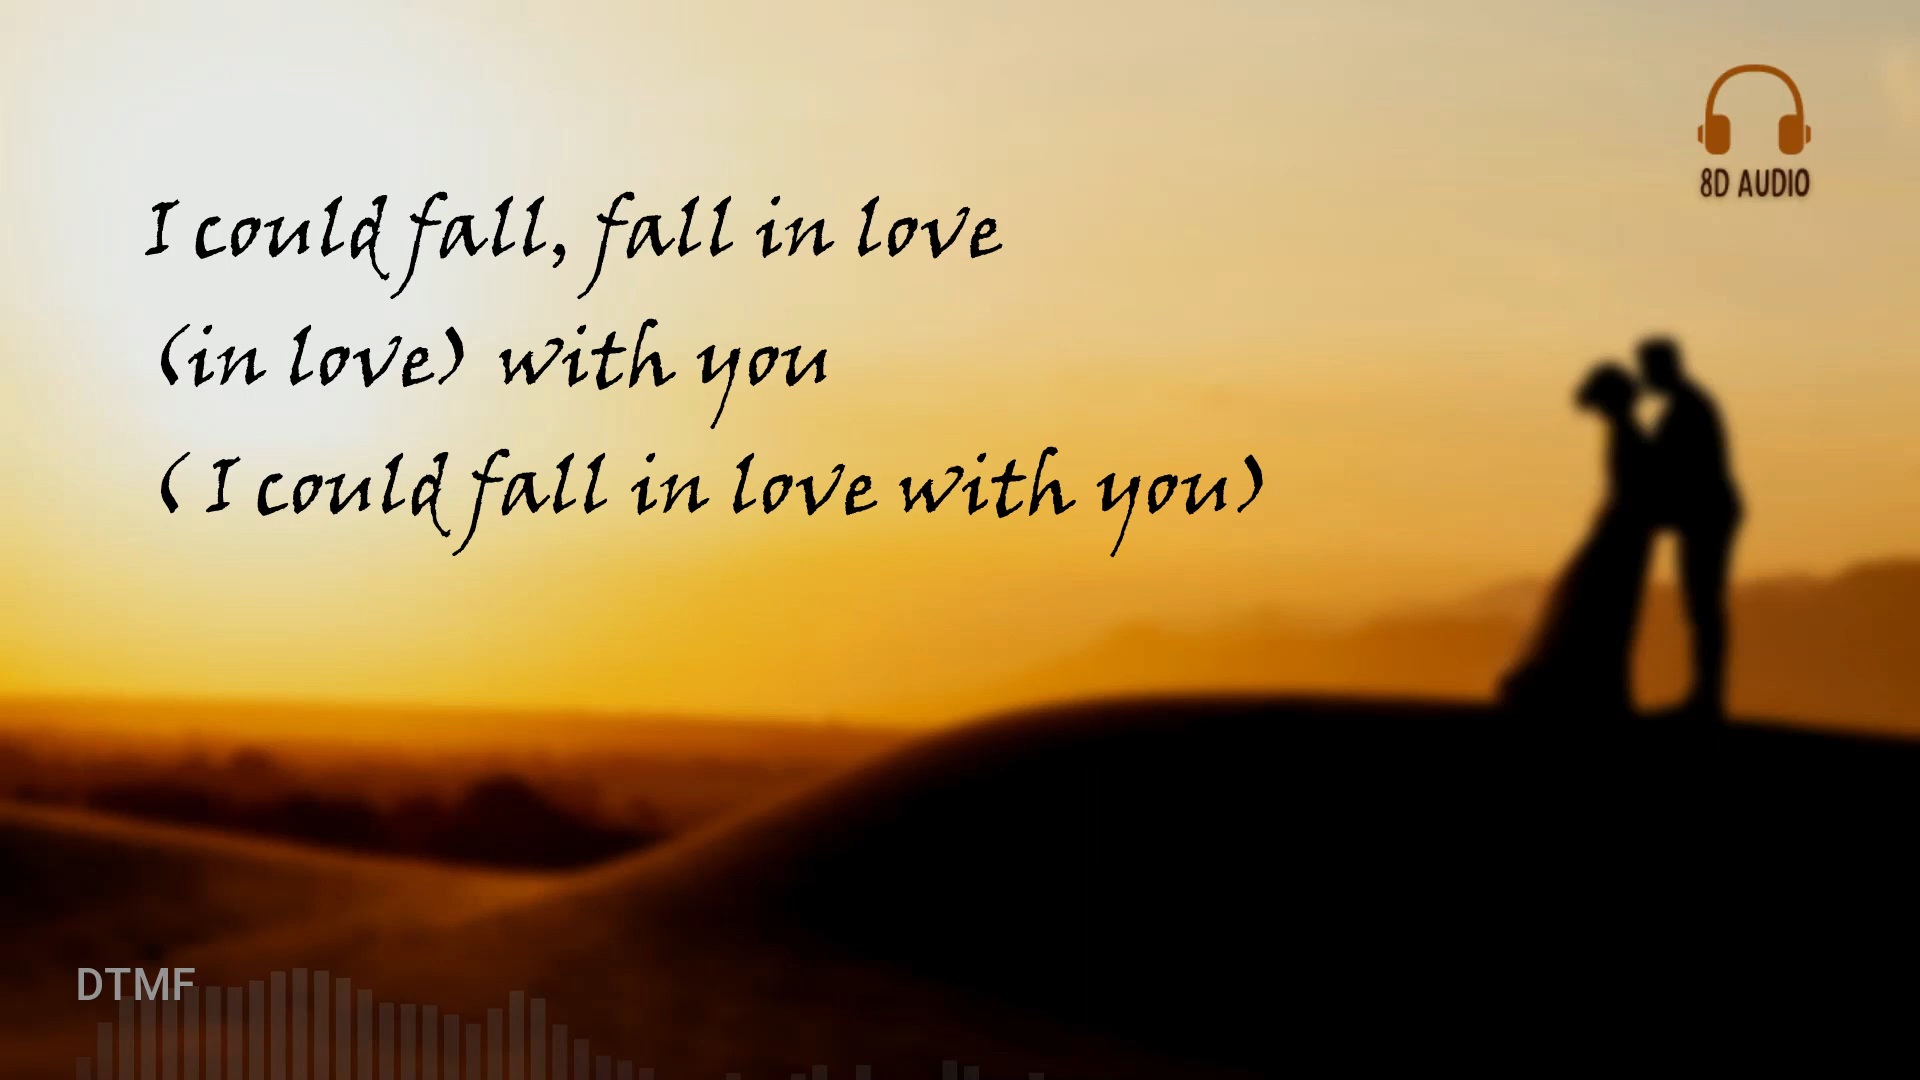 8D AUDIO
I could fall, fall in love
(in love) with you
( I could fall in love with you)
DTMF